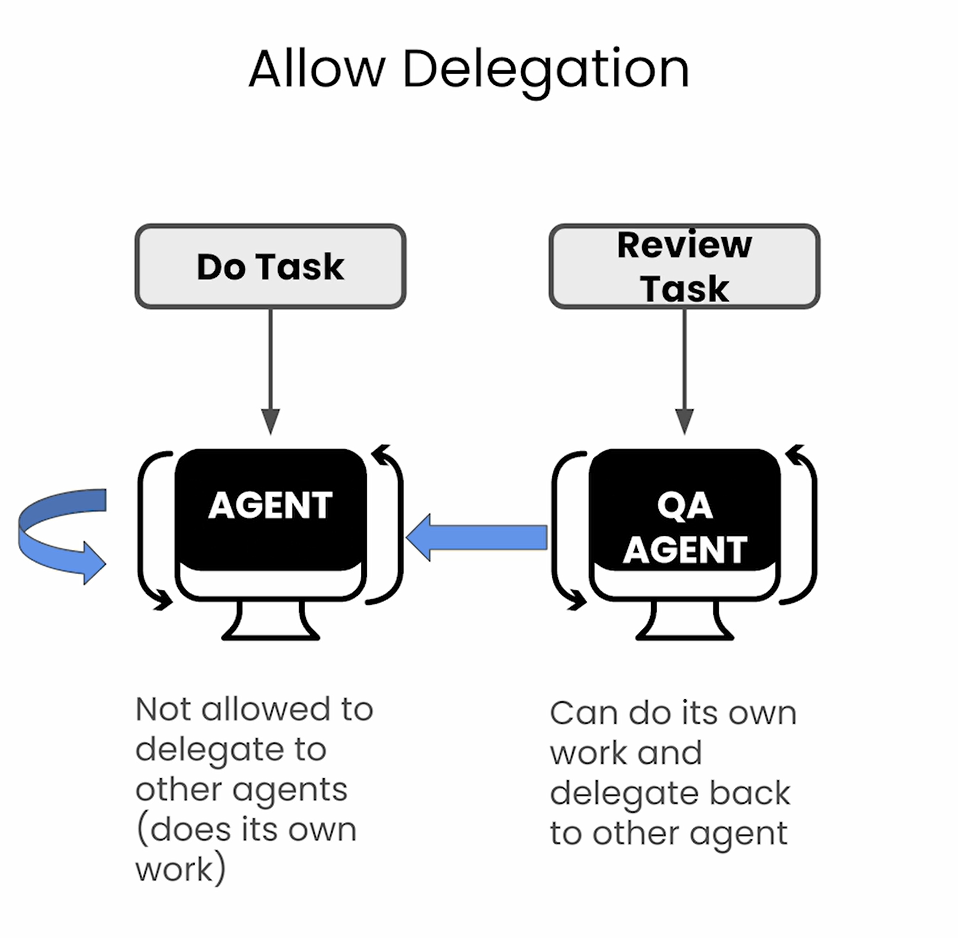 Allow Delegation
Do Task
Review
Task
AGENT
QA
AGENT
Not allowed to
delegate to
other agents
(does its own
work)
Can do its own
work and
delegate back
to other agent